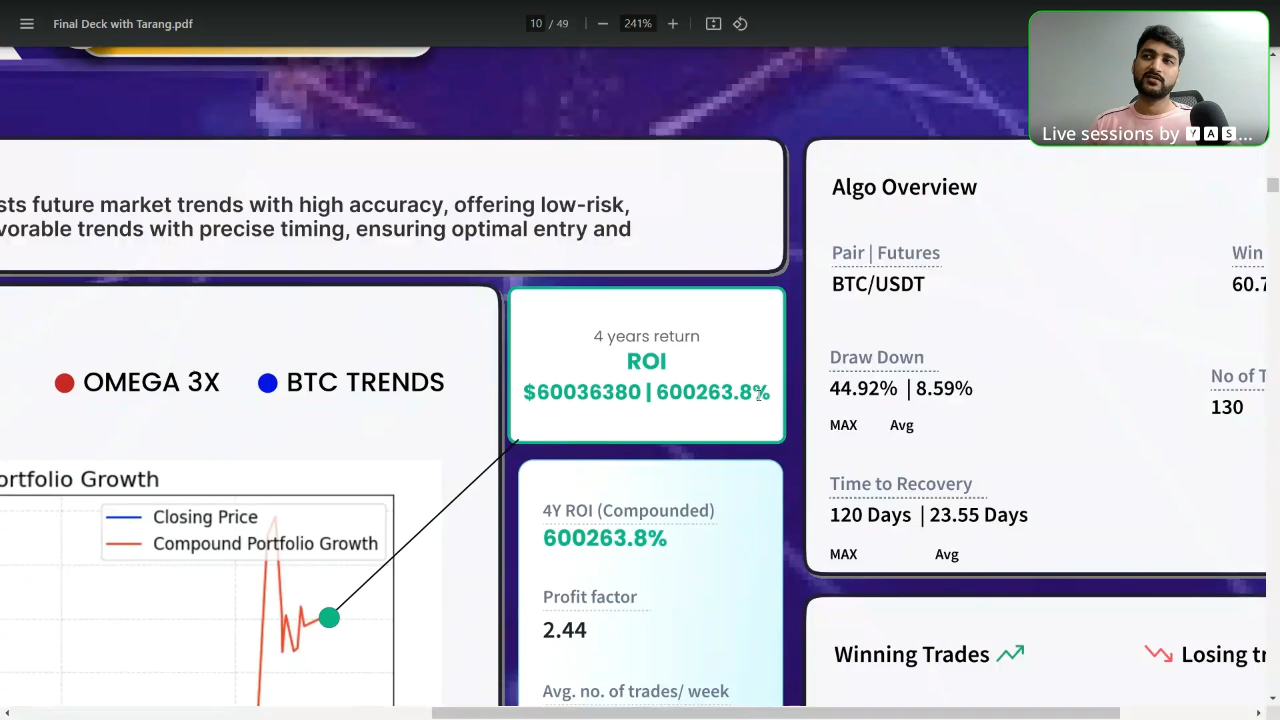 Final Deck with Tarang.pdf
10 / 49
241%
Live sessions by 🆈🅰🆂...
sts future market trends with high accuracy, offering low-risk,
vorable trends with precise timing, ensuring optimal entry and
OMEGA 3X
BTC TRENDS
4 years return
ROI
$60036380 | 600263.8%
ortfolio Growth
Closing Price
Compound Portfolio Growth
4Y ROI (Compounded)
600263.8%
Profit factor
2.44
Avg. no. of trades/ week
Algo Overview
Pair | Futures
BTC/USDT
Win
60.7
Draw Down
44.92% | 8.59%
MAX Avg
No of T
130
Time to Recovery
120 Days | 23.55 Days
MAX Avg
Winning Trades
Losing tr